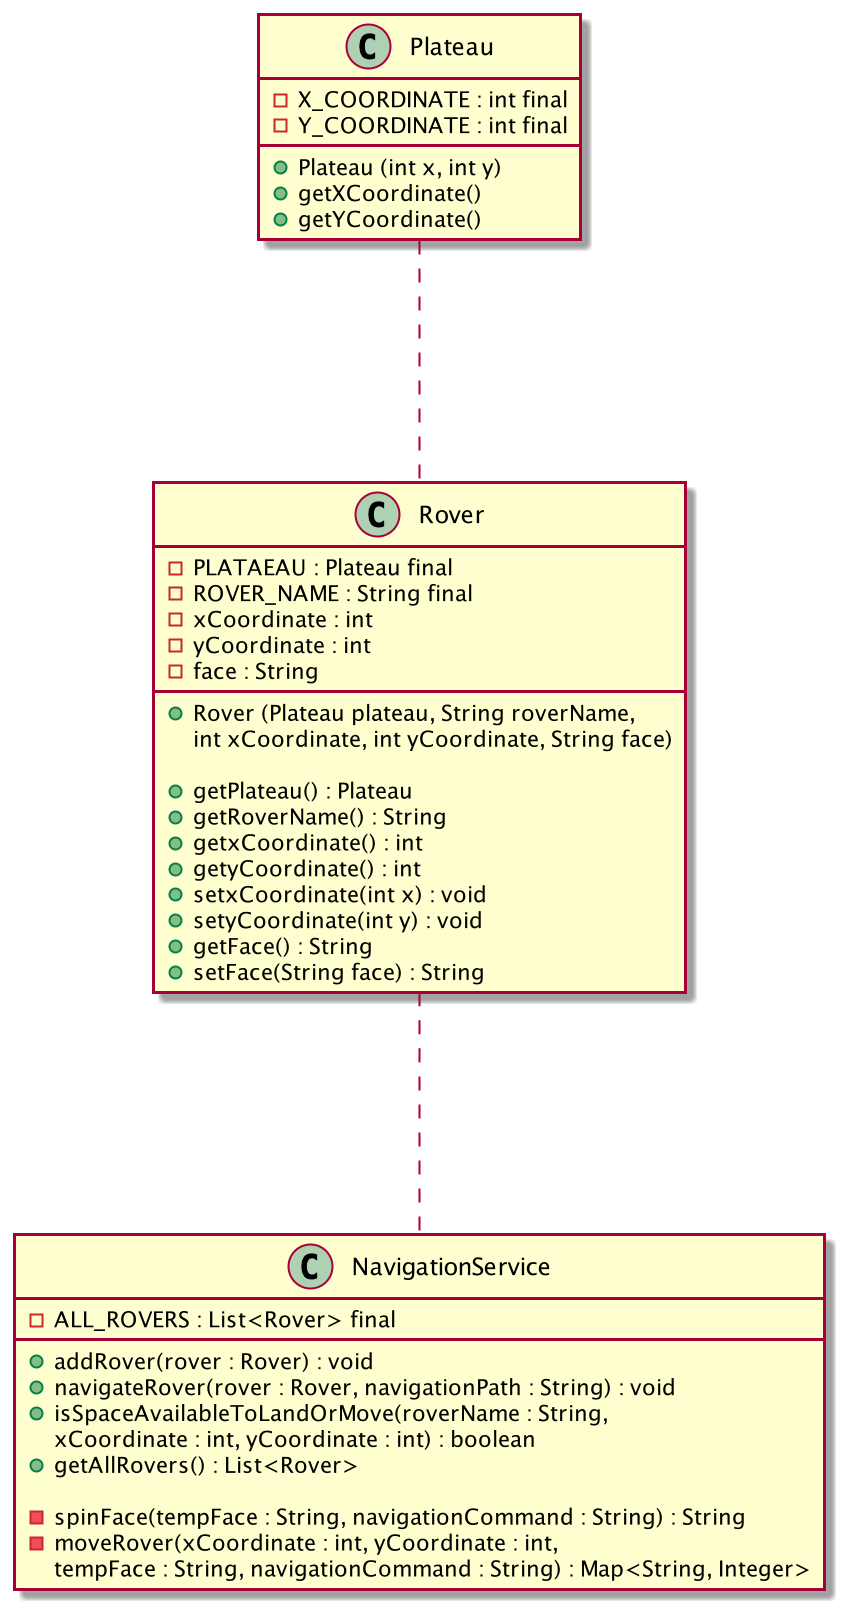 C Plateau
X_COORDINATE : int final
Y_COORDINATE : int final
Plateau (int x, int y)
getXCoordinate()
getYCoordinate()
C Rover
PLATAEAU : Plateau final
ROVER_NAME : String final
xCoordinate : int
yCoordinate : int
face : String
Rover (Plateau plateau, String roverName,
int xCoordinate, int yCoordinate, String face)
getPlateau() : Plateau
getRoverName() : String
getxCoordinate() : int
getyCoordinate() : int
setxCoordinate(int x) : void
setyCoordinate(int y) : void
getFace() : String
setFace(String face) : String
C NavigationService
ALL_ROVERS : List<Rover> final
addRover(rover : Rover) : void
navigateRover(rover : Rover, navigationPath : String) : void
isSpaceAvailableToLandOrMove(roverName : String,
xCoordinate : int, yCoordinate : int) : boolean
getAllRovers() : List<Rover>
spinFace(tempFace : String, navigationCommand : String) : String
moveRover(xCoordinate : int, yCoordinate : int,
tempFace : String, navigationCommand : String) : Map<String, Integer>